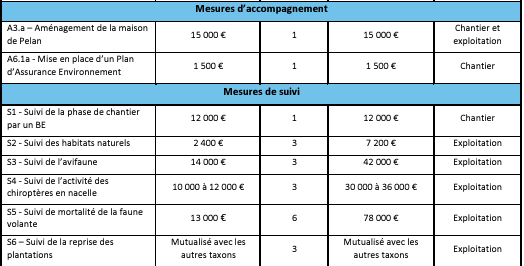 Mesures d'accompagnement
A3.a – Aménagement de la maison de Pelan 15 000 € 1 15 000 € Chantier et exploitation
A6.1a - Mise en place d'un Plan d'Assurance Environnement 1 500 € 1 1 500 € Chantier
Mesures de suivi
S1 - Suivi de la phase de chantier par un BE 12 000 € 1 12 000 € Chantier
S2 - Suivi des habitats naturels 2 400 € 3 7 200 € Exploitation
S3 - Suivi de l'avifaune 14 000 € 3 42 000 € Exploitation
S4 - Suivi de l'activité des chiroptères en nacelle 10 000 à 12 000 € 3 30 000 à 36 000 € Exploitation
S5 - Suivi de mortalité de la faune volante 13 000 € 6 78 000 € Exploitation
S6 – Suivi de la reprise des plantations Mutualisé avec les autres taxons 3 Mutualisé avec les autres taxons Exploitation